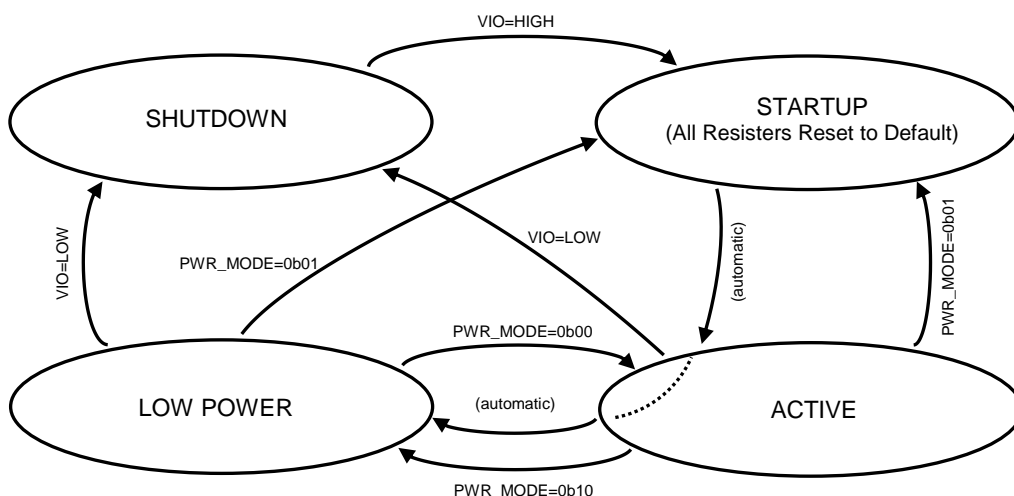 VIO=HIGH
SHUTDOWN
STARTUP
(All Resisters Reset to Default)
VIO=LOW
PWR_MODE=0b01
VIO=LOW
(automatic)
PWR_MODE=0b01
PWR_MODE=0b00
LOW POWER
(automatic)
ACTIVE
PWR_MODE=0b10